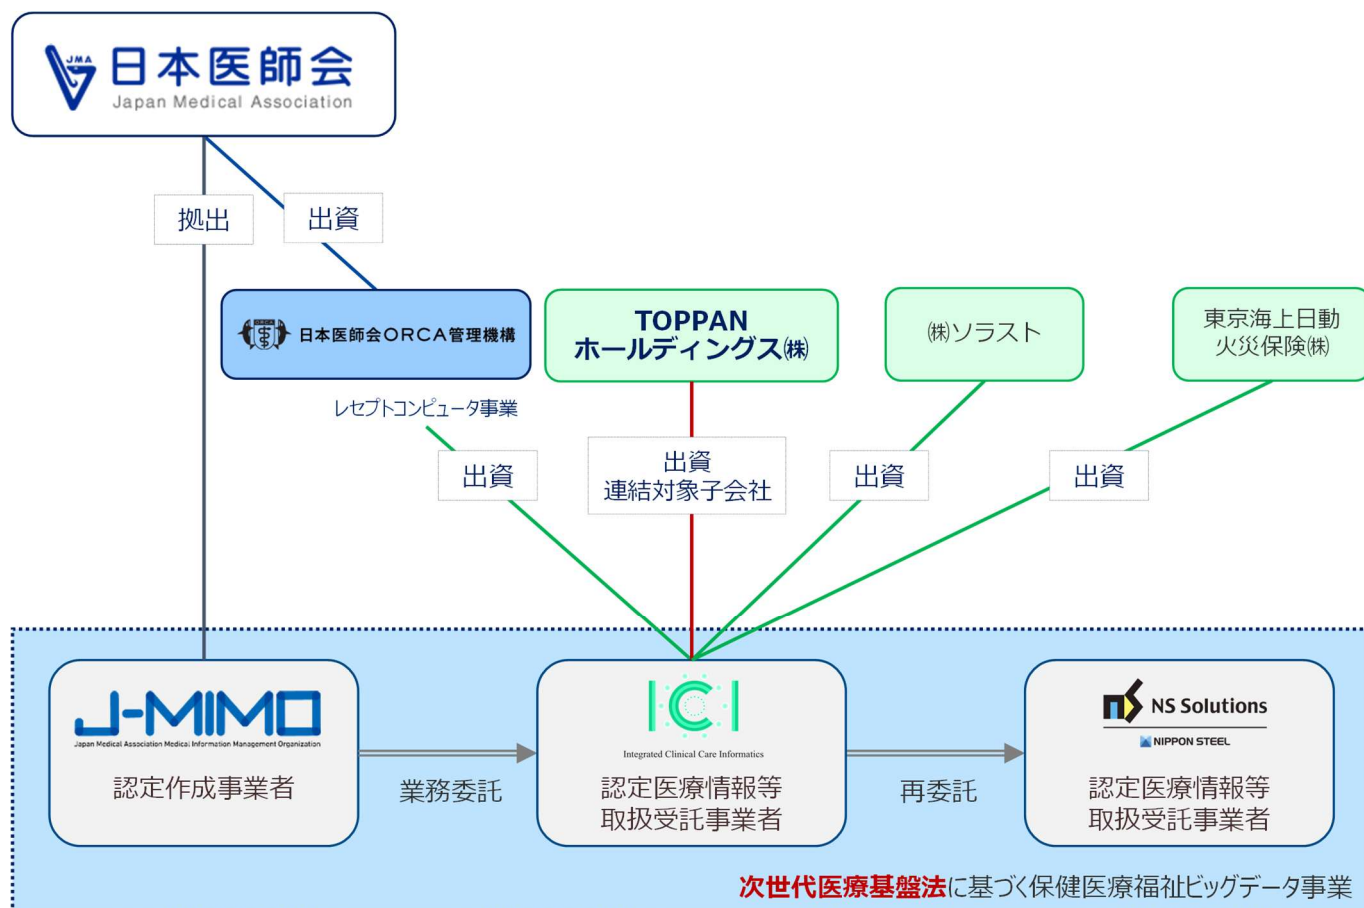 JMA
日本医師会
Japan Medical Association
拠出
出資
ORCA
日本医師会ORCA管理機構
レセプトコンピュータ事業
TOPPAN
ホールディングス㈱
㈱ソラスト
東京海上日動
火災保険㈱
出資
出資
連結対象子会社
出資
出資
J-MIMO
Japan Medical Association Medical Information Management Organization
認定作成事業者
業務委託
ICI
Integrated Clinical Care Informatics
認定医療情報等
取扱受託事業者
再委託
NS Solutions
NIPPON STEEL
認定医療情報等
取扱受託事業者
次世代医療基盤法に基づく保健医療福祉ビッグデータ事業